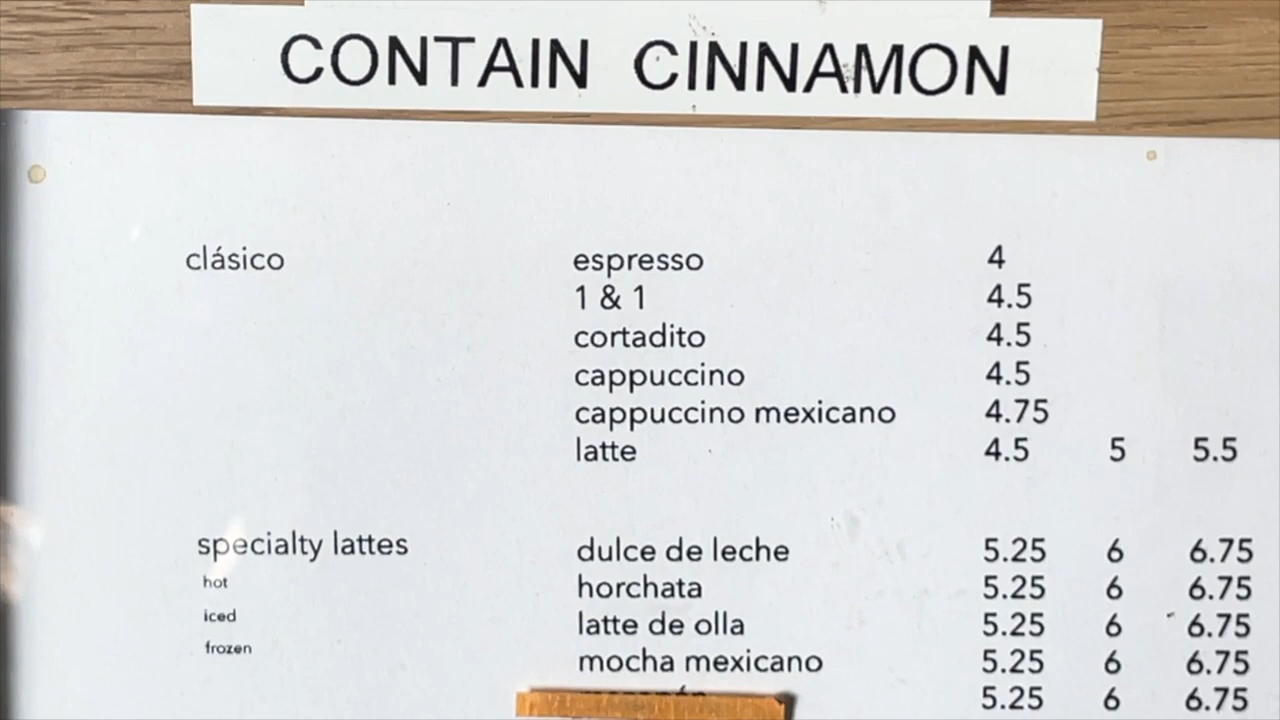 CONTAIN CINNAMON
clásico espresso 4
1 & 1 4.5
cortadito 4.5
cappuccino 4.5
cappuccino mexicano 4.75
latte 4.5 5 5.5
specialty lattes dulce de leche 5.25 6 6.75
hot horchata 5.25 6 6.75
iced latte de olla 5.25 6 6.75
frozen mocha mexicano 5.25 6 6.75
5.25 6 6.75